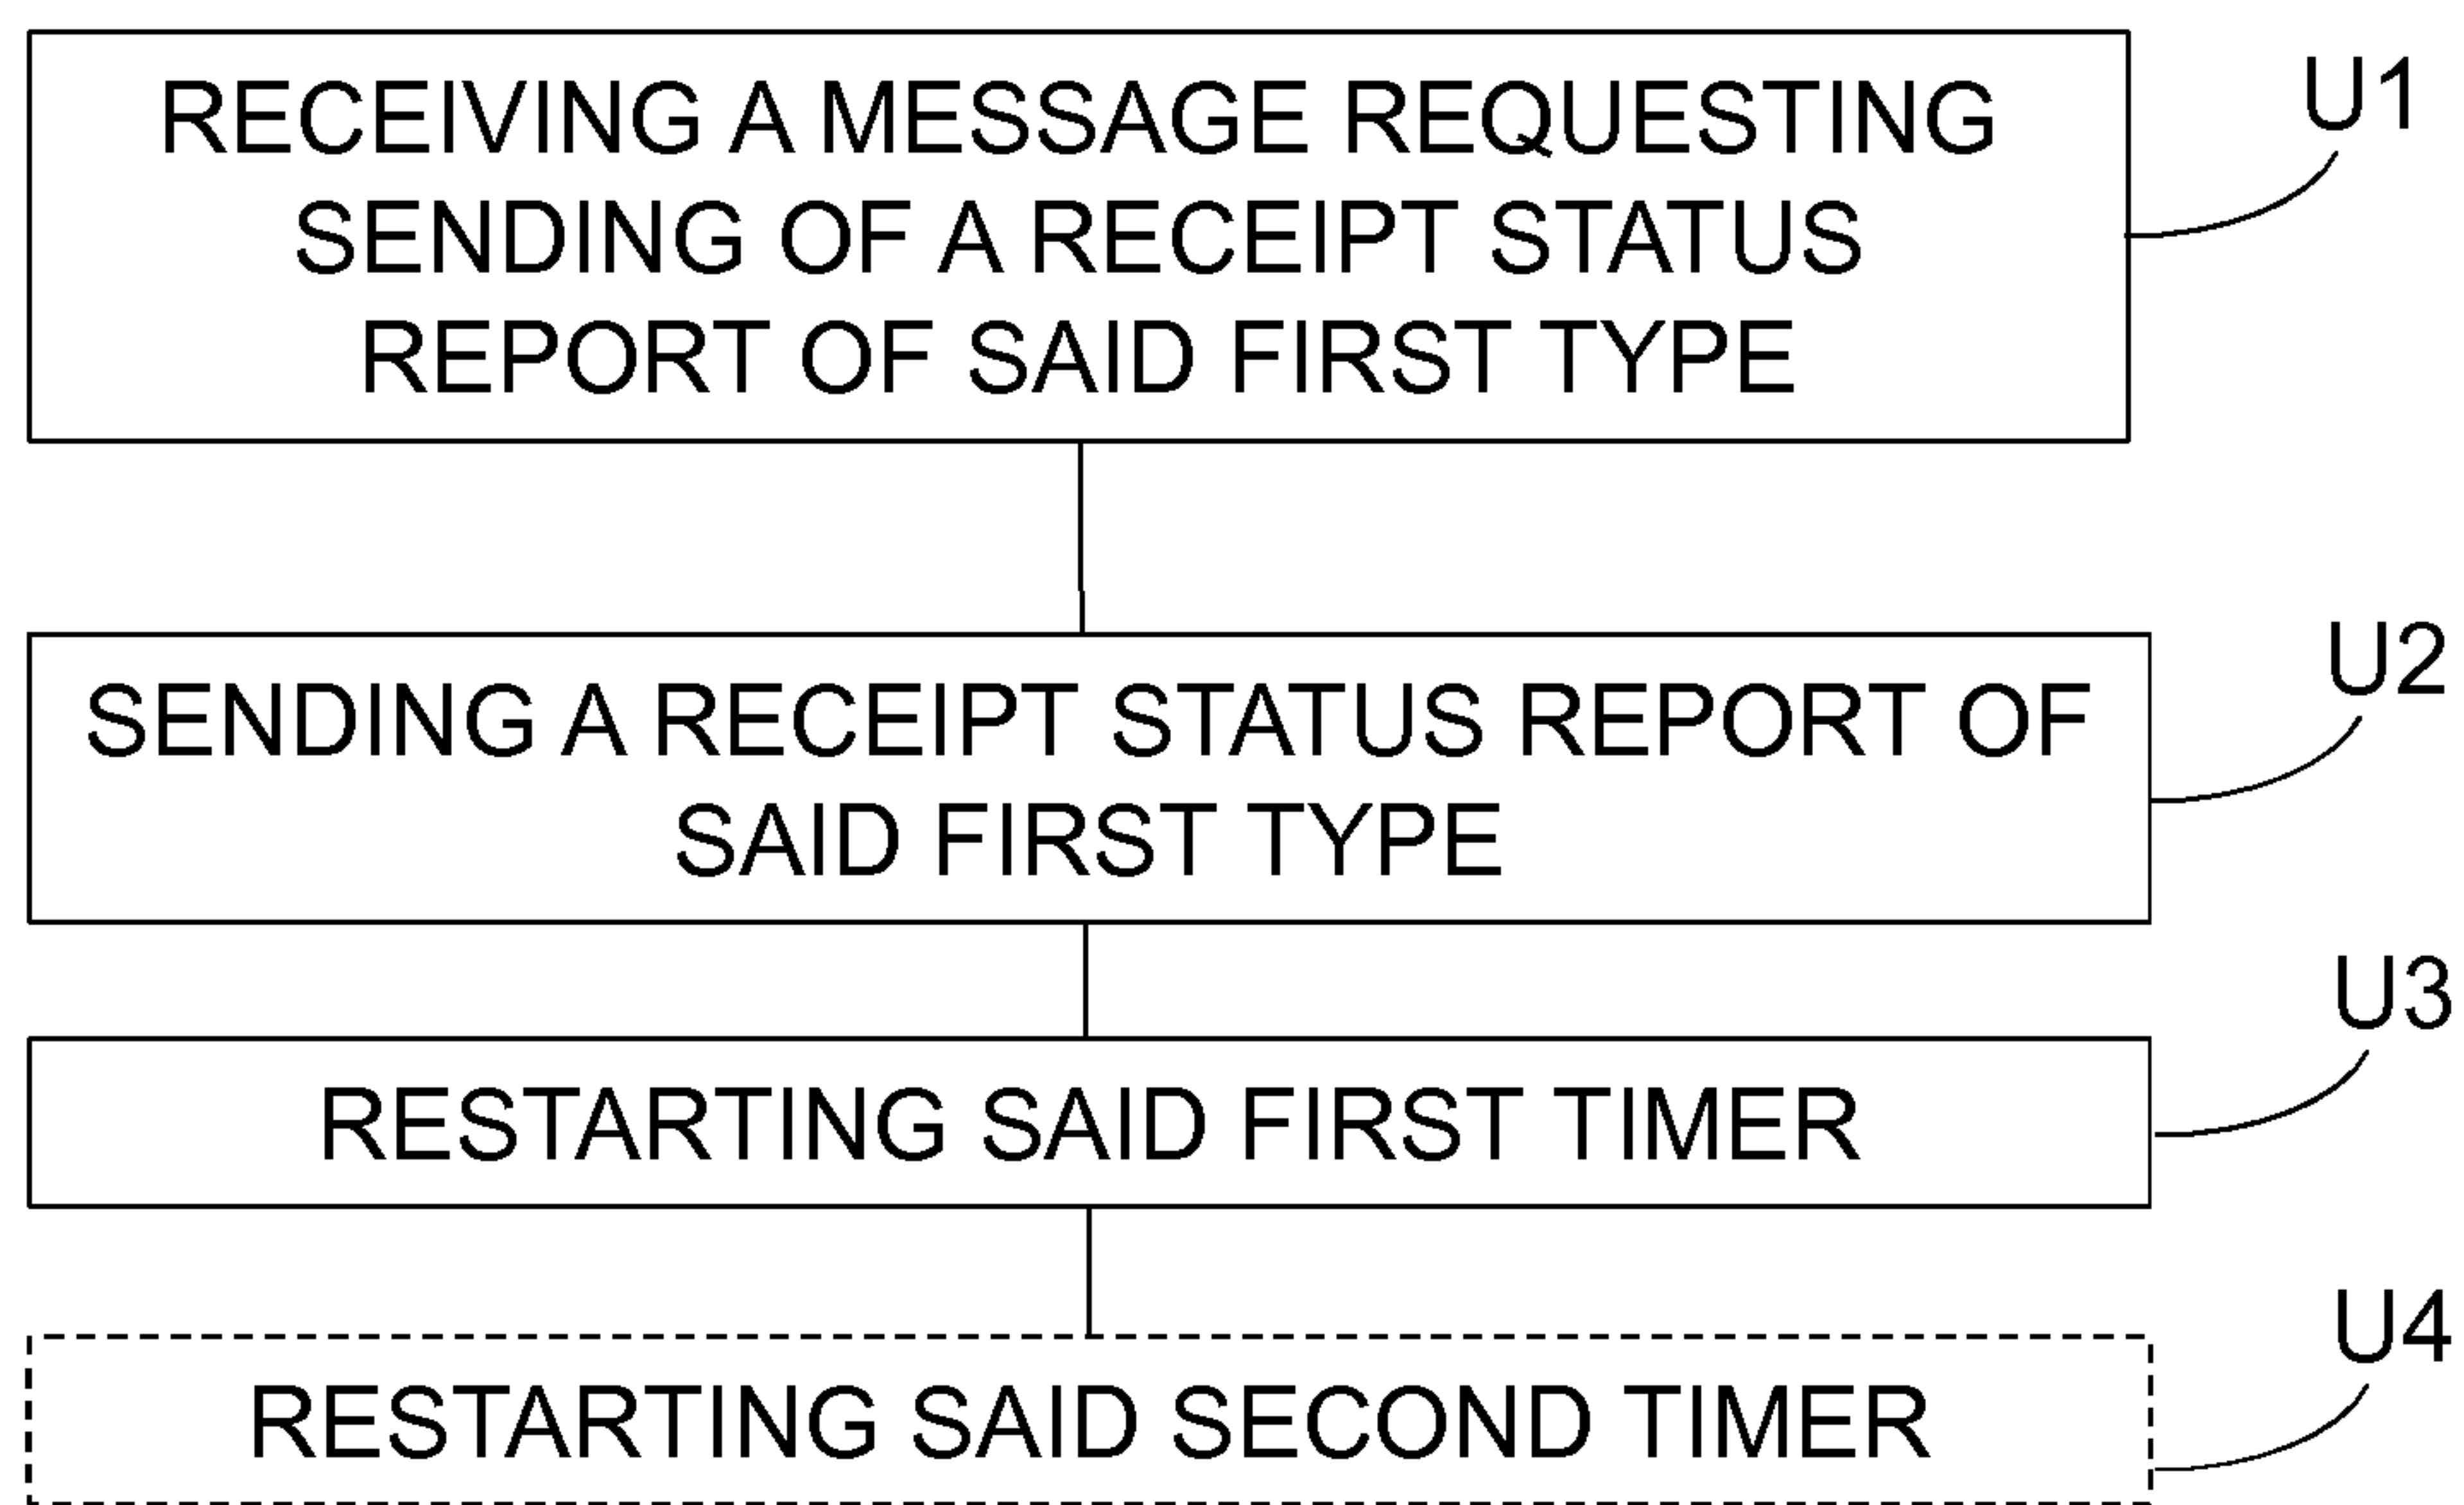 RECEIVING A MESSAGE REQUESTING
SENDING OF A RECEIPT STATUS
REPORT OF SAID FIRST TYPE
U1
SENDING A RECEIPT STATUS REPORT OF
SAID FIRST TYPE
U2
RESTARTING SAID FIRST TIMER
U3
RESTARTING SAID SECOND TIMER
U4